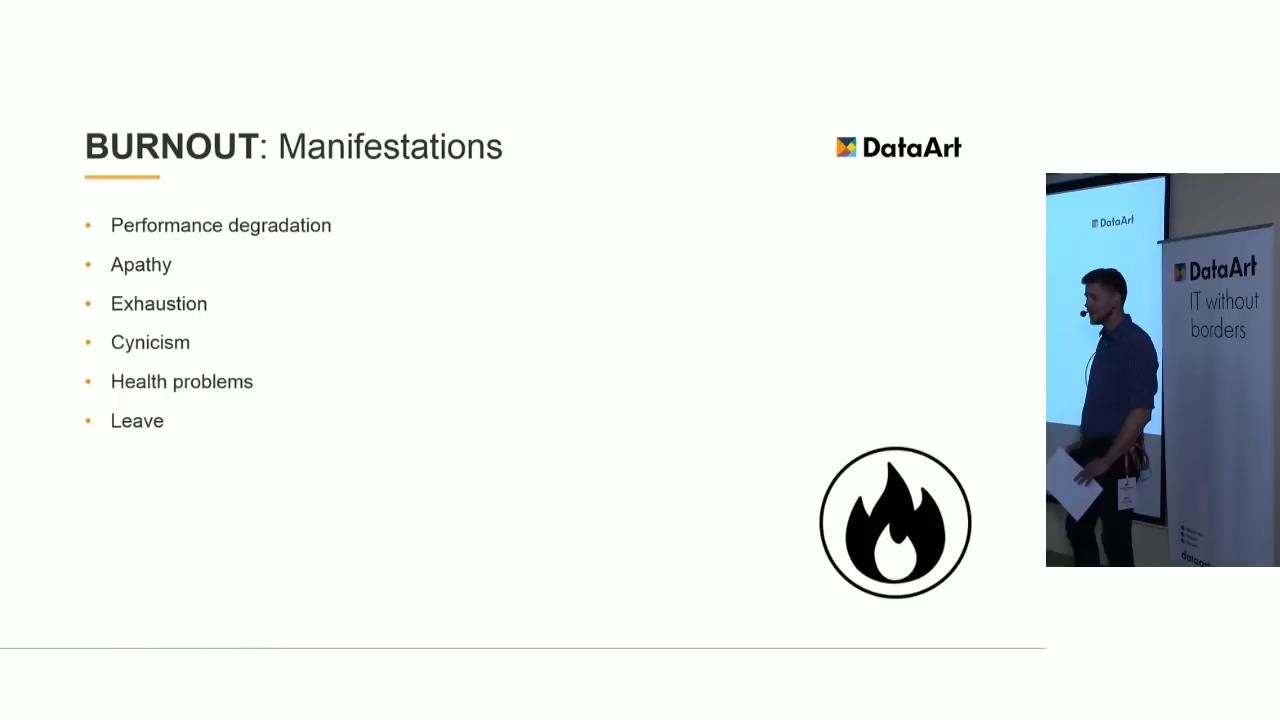 BURNOUT: Manifestations
DataArt
• Performance degradation
• Apathy
• Exhaustion
• Cynicism
• Health problems
• Leave
DataArt
DataArt
IT without
borders